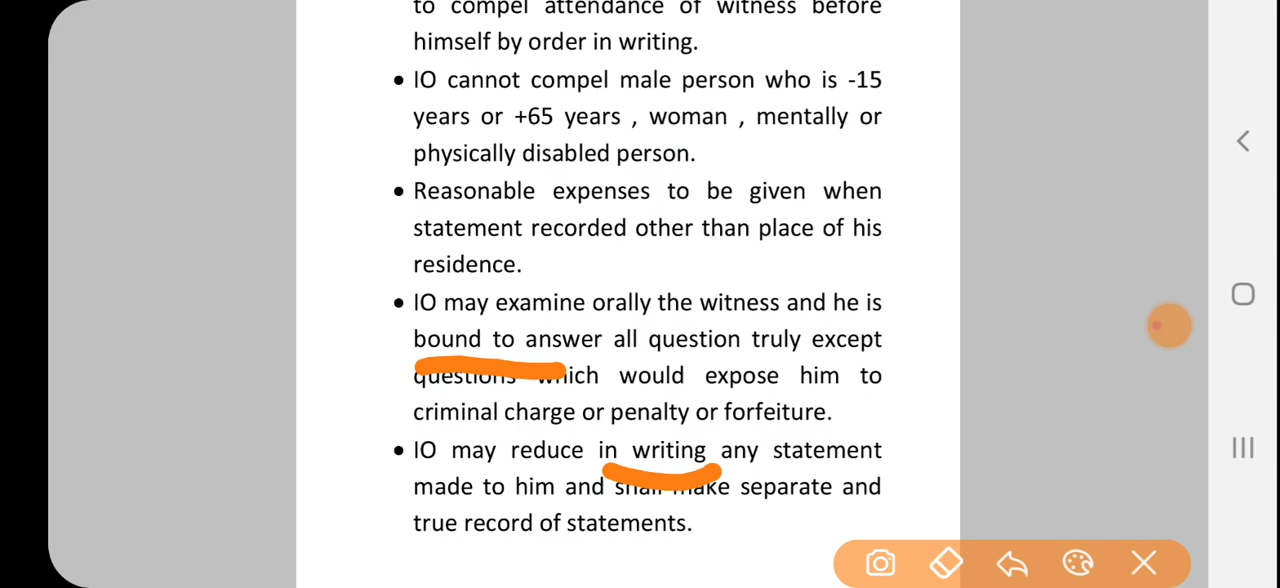 to compel attendance of witness before
himself by order in writing.
• IO cannot compel male person who is -15
years or +65 years , woman , mentally or
physically disabled person.
• Reasonable expenses to be given when
statement recorded other than place of his
residence.
• IO may examine orally the witness and he is
bound to answer all question truly except
questions which would expose him to
criminal charge or penalty or forfeiture.
• IO may reduce in writing any statement
made to him and shall make separate and
true record of statements.